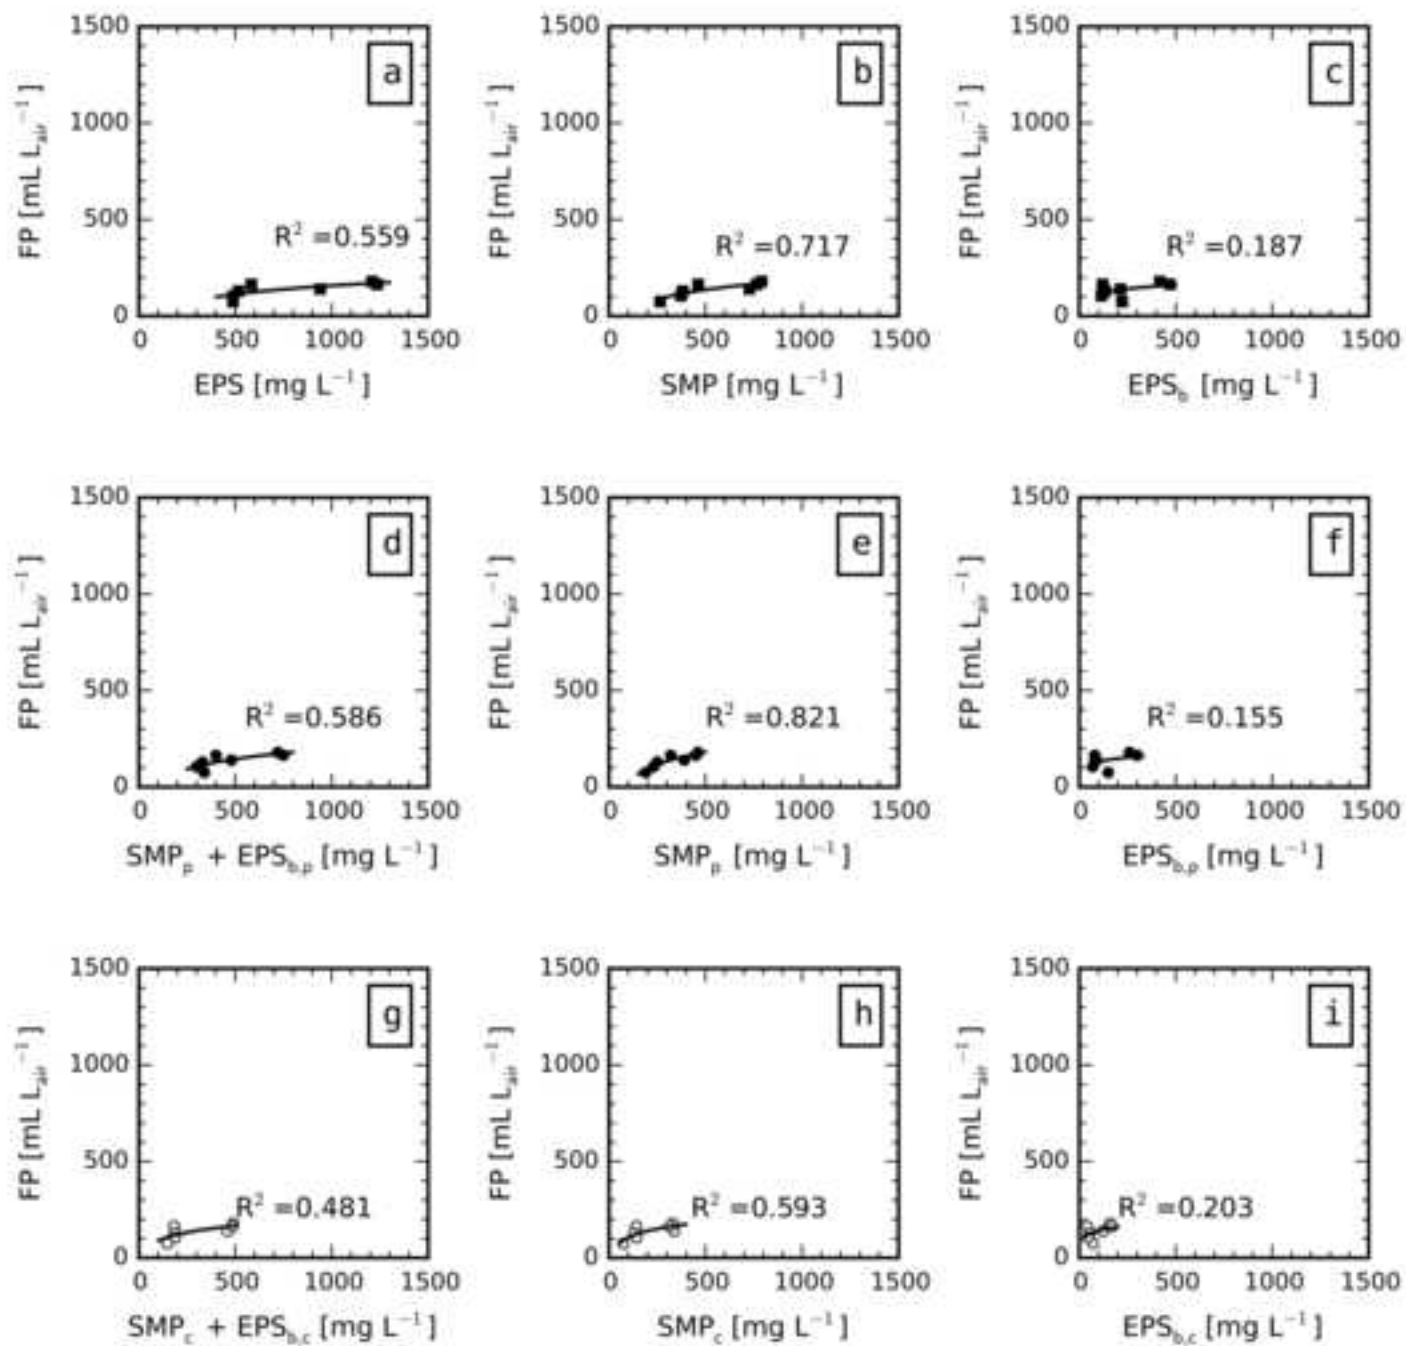 1500
1000
500
0
FP [mL L_air^−1]
a
R² =0.559
0 500 1000 1500
EPS [mg L⁻¹]
1500
1000
500
0
FP [mL L_air^−1]
b
R² =0.717
0 500 1000 1500
SMP [mg L⁻¹]
1500
1000
500
0
FP [mL L_air^−1]
c
R² =0.187
0 500 1000 1500
EPS_b [mg L⁻¹]
1500
1000
500
0
FP [mL L_air^−1]
d
R² =0.586
0 500 1000 1500
SMP_p + EPS_b,p [mg L⁻¹]
1500
1000
500
0
FP [mL L_air^−1]
e
R² =0.821
0 500 1000 1500
SMP_p [mg L⁻¹]
1500
1000
500
0
FP [mL L_air^−1]
f
R² =0.155
0 500 1000 1500
EPS_b,p [mg L⁻¹]
1500
1000
500
0
FP [mL L_air^−1]
g
R² =0.481
0 500 1000 1500
SMP_c + EPS_b,c [mg L⁻¹]
1500
1000
500
0
FP [mL L_air^−1]
h
R² =0.593
0 500 1000 1500
SMP_c [mg L⁻¹]
1500
1000
500
0
FP [mL L_air^−1]
i
R² =0.203
0 500 1000 1500
EPS_b,c [mg L⁻¹]